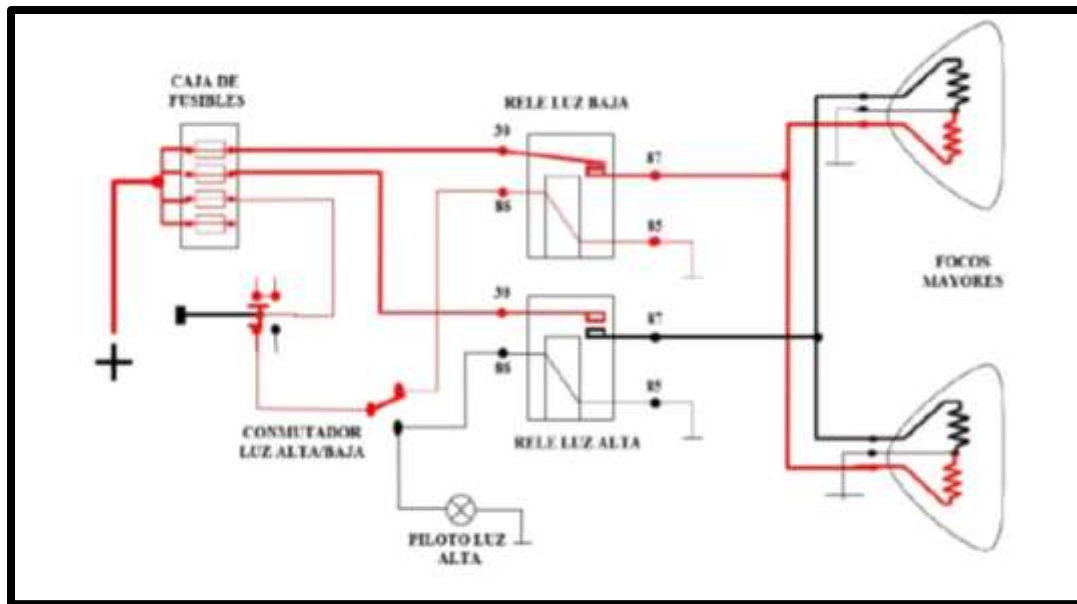 CAJA DE
FUSIBLES
RELE LUZ BAJA
30
87
86
85
FOCOS
MAYORES
30
87
86
85
CONMUTADOR
LUZ ALTA/BAJA
RELE LUZ ALTA
PILOTO LUZ
ALTA